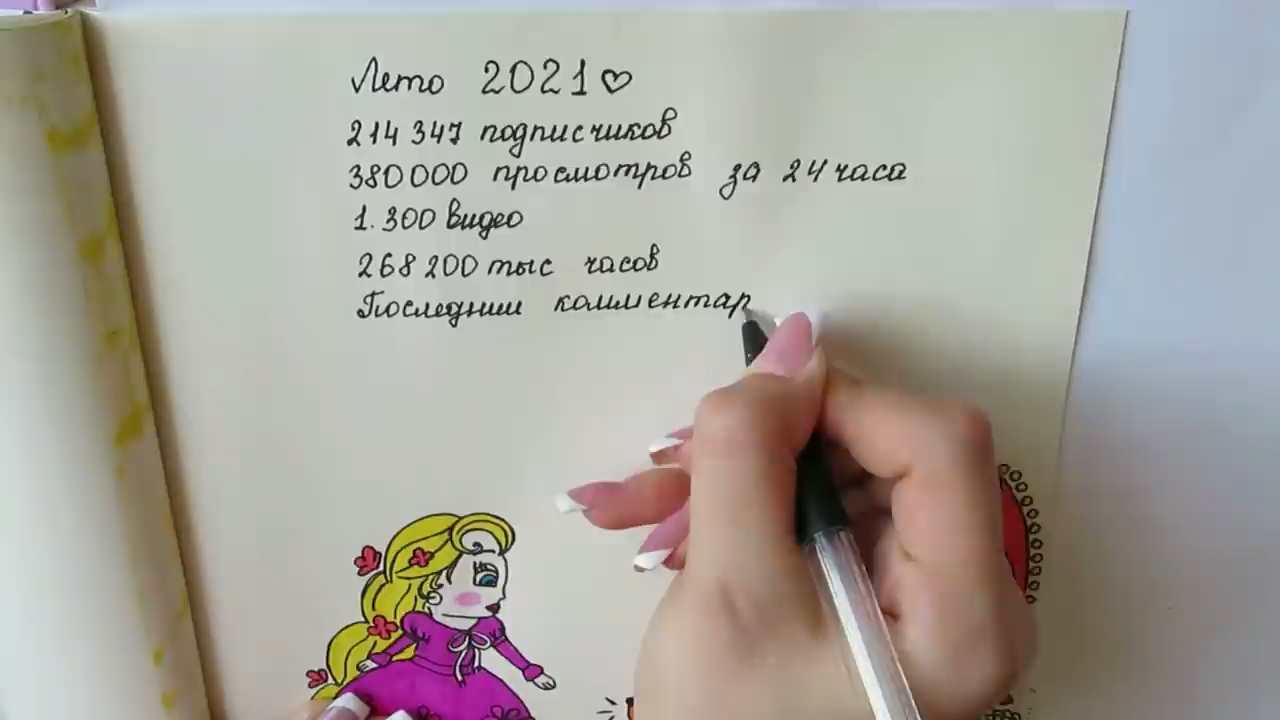 Лето 2021♡
214 347 подписчиков
380000 просмотров за 24 часа
1.300 видео
268 200 тыс часов
Последнии комментар